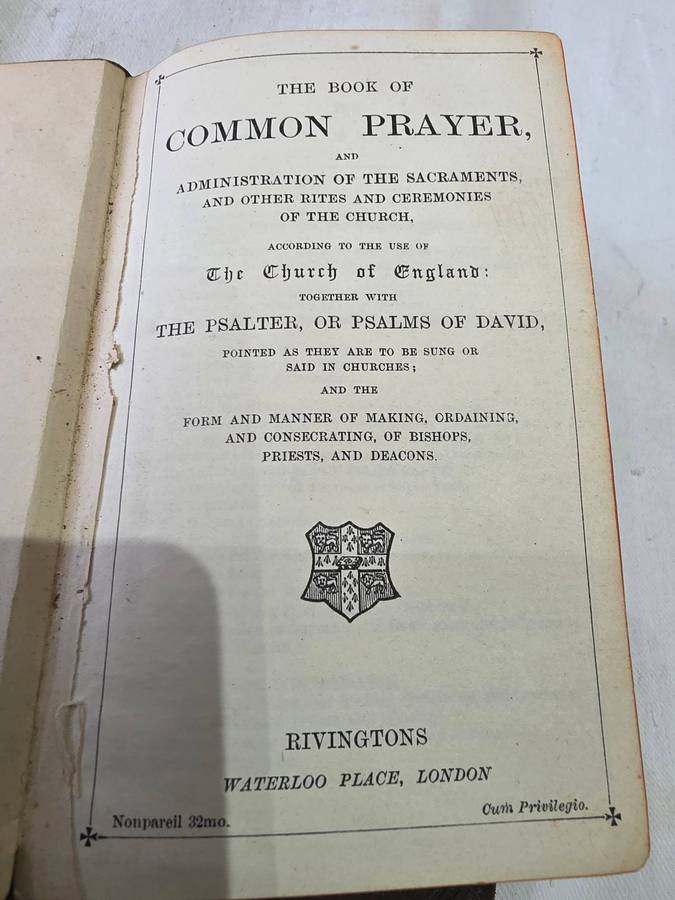 THE BOOK OF
COMMON PRAYER,
AND
ADMINISTRATION OF THE SACRAMENTS,
AND OTHER RITES AND CEREMONIES
OF THE CHURCH,
ACCORDING TO THE USE OF
The Church of England:
TOGETHER WITH
THE PSALTER, OR PSALMS OF DAVID,
POINTED AS THEY ARE TO BE SUNG OR
SAID IN CHURCHES;
AND THE
FORM AND MANNER OF MAKING, ORDAINING,
AND CONSECRATING, OF BISHOPS,
PRIESTS, AND DEACONS.
RIVINGTONS
WATERLOO PLACE, LONDON
Nonpareil 32mo. Cum Privilegio.